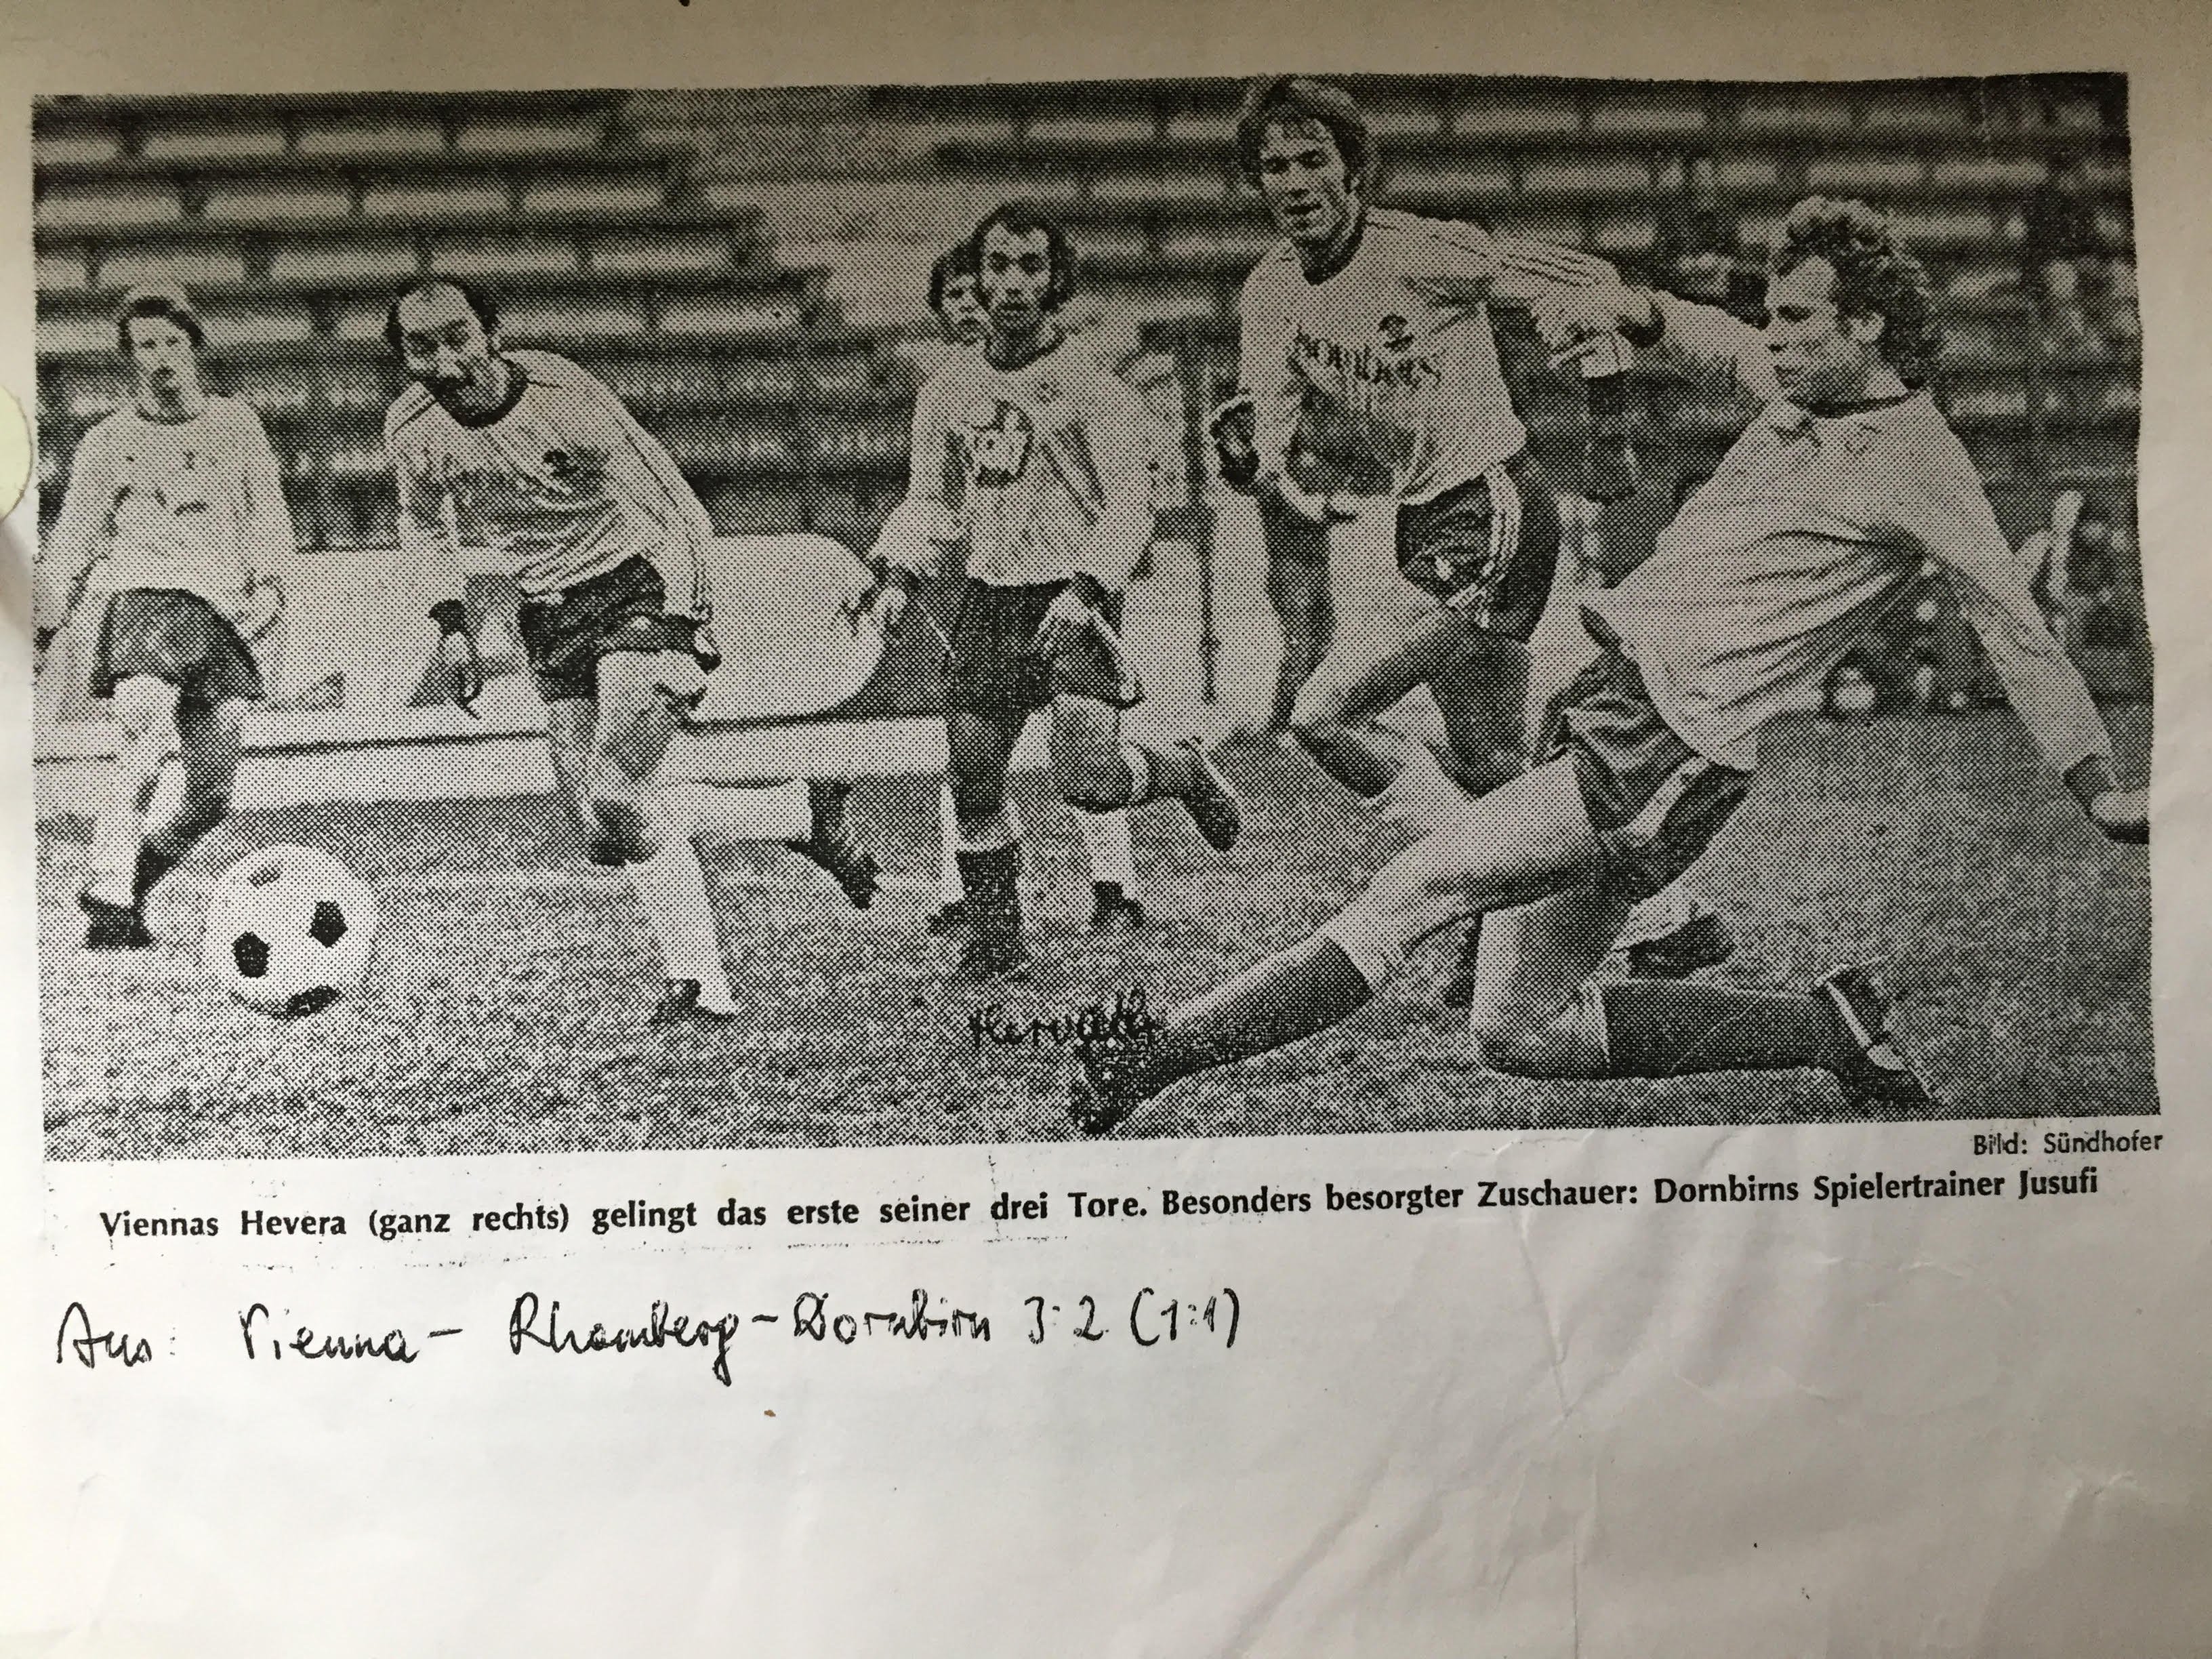 Horvath
Bild: Sündhofer
Viennas Hevera (ganz rechts) gelingt das erste seiner drei Tore. Besonders besorgter Zuschauer: Dornbirns Spielertrainer Jusufi
Aus: Vienna - Rhomberg - Dornbirn 3:2 (1:1)